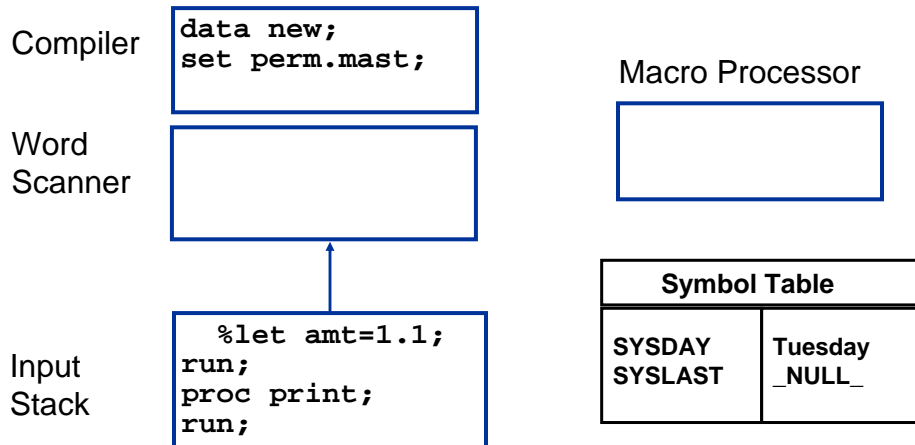 Compiler
data new;
set perm.mast;
Macro Processor
Word
Scanner
Symbol Table
SYSDAY Tuesday
SYSLAST _NULL_
Input
Stack
%let amt=1.1;
run;
proc print;
run;